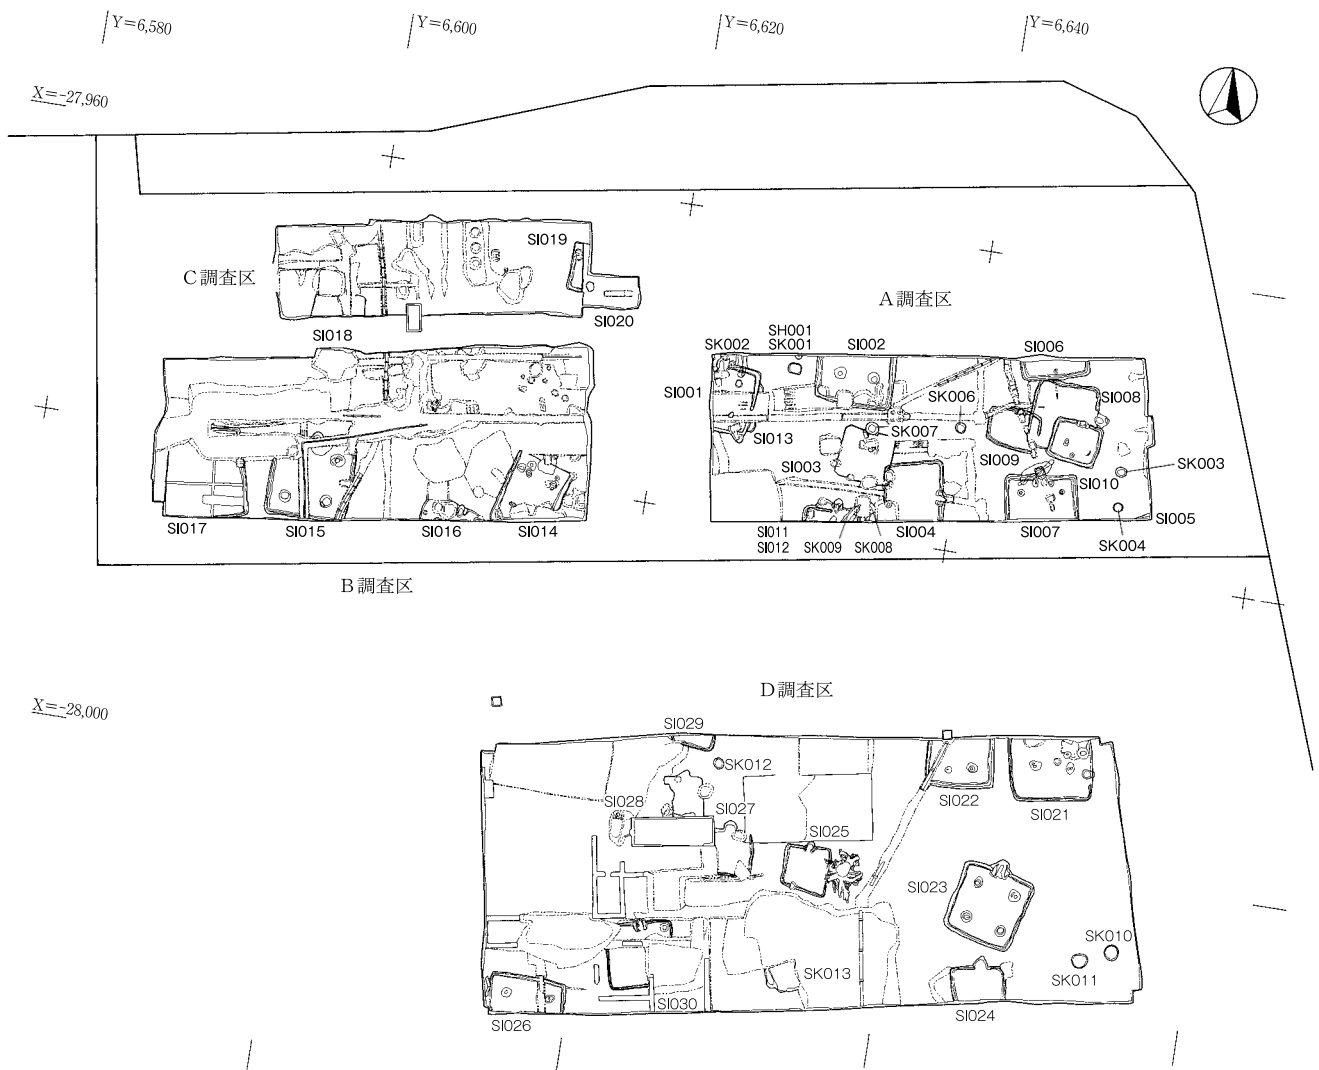 Y=6,580
Y=6,600
Y=6,620
Y=6,640
X=-27,960
SI019
C調査区
SI020
A調査区
SI018
SH001
SK002 SK001 SI002
SI006
SI001
SK006
SI008
SI013
SK007
SI003
SI009
SK003
SI010
SI017 SI015 SI016 SI014
SI011 SI004 SI007 SI005
SI012 SK009 SK008
SK004
B調査区
D調査区
X=-28,000
SI029
SK012
SI028
SI027
SI022
SI021
SI025
SI023
SK010
SK013
SK011
SI030
SI026
SI024